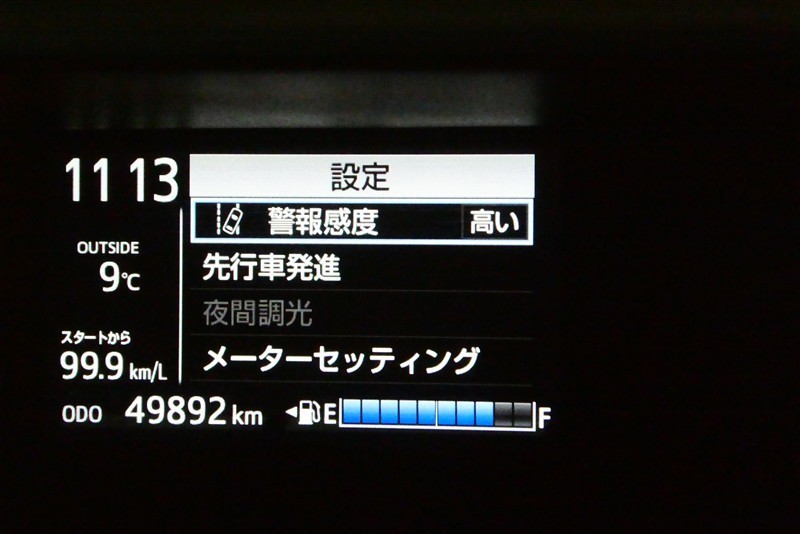 11 13
設定
警報感度 高い
OUTSIDE
9℃
先行車発進
夜間調光
スタートから
99.9 km/L
メーターセッティング
ODO 49892 km
E F